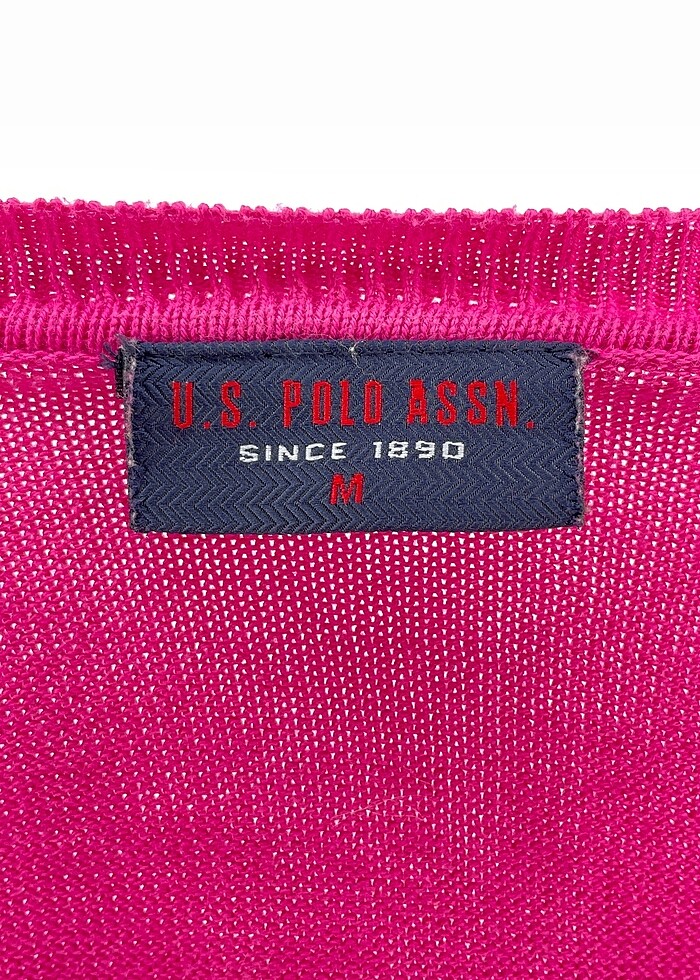 U.S. POLO ASSN.
SINCE 1890
M